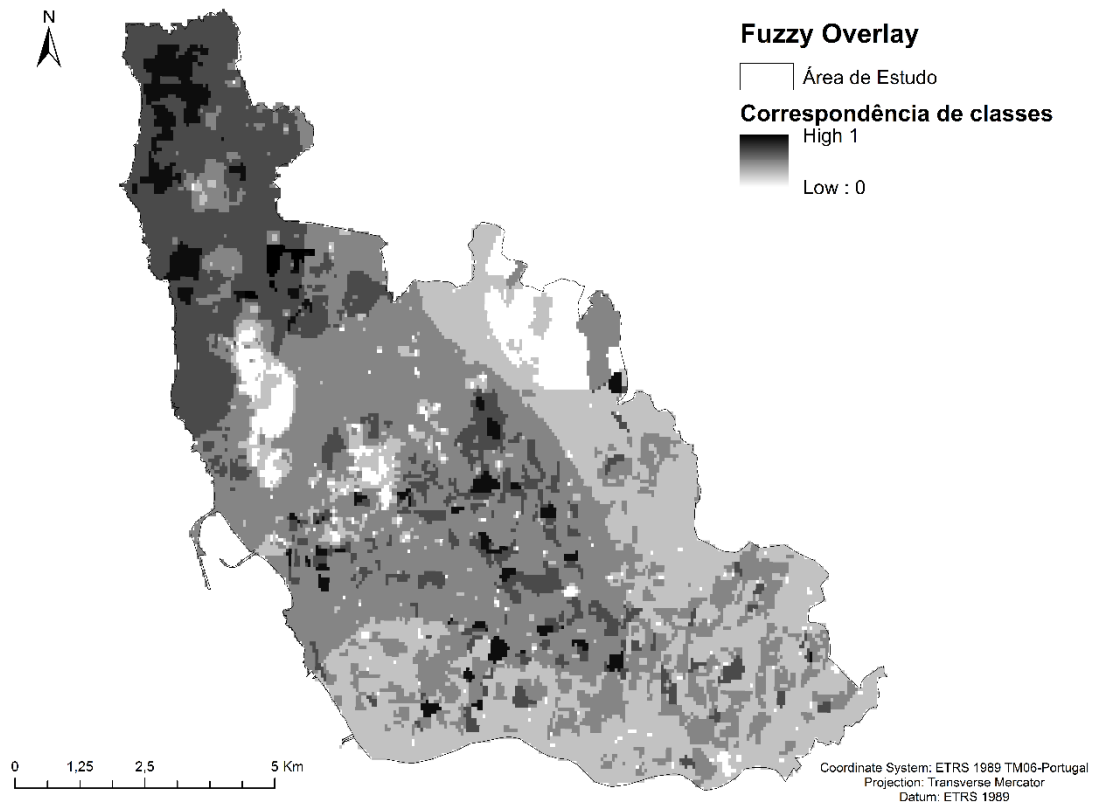 N
Fuzzy Overlay
Área de Estudo
Correspondência de classes
High 1
Low : 0
0 1,25 2,5 5 Km
Coordinate System: ETRS 1989 TM06-Portugal
Projection: Transverse Mercator
Datum: ETRS 1989